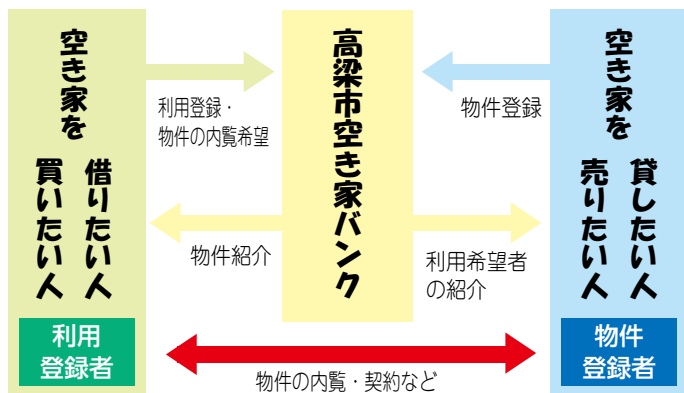 空き家を
借りたい人
買いたい人
利用
登録者
利用登録・
物件の内覧希望
物件紹介
高梁市空き家バンク
物件登録
利用希望者
の紹介
空き家を
貸したい人
売りたい人
物件
登録者
物件の内覧・契約など